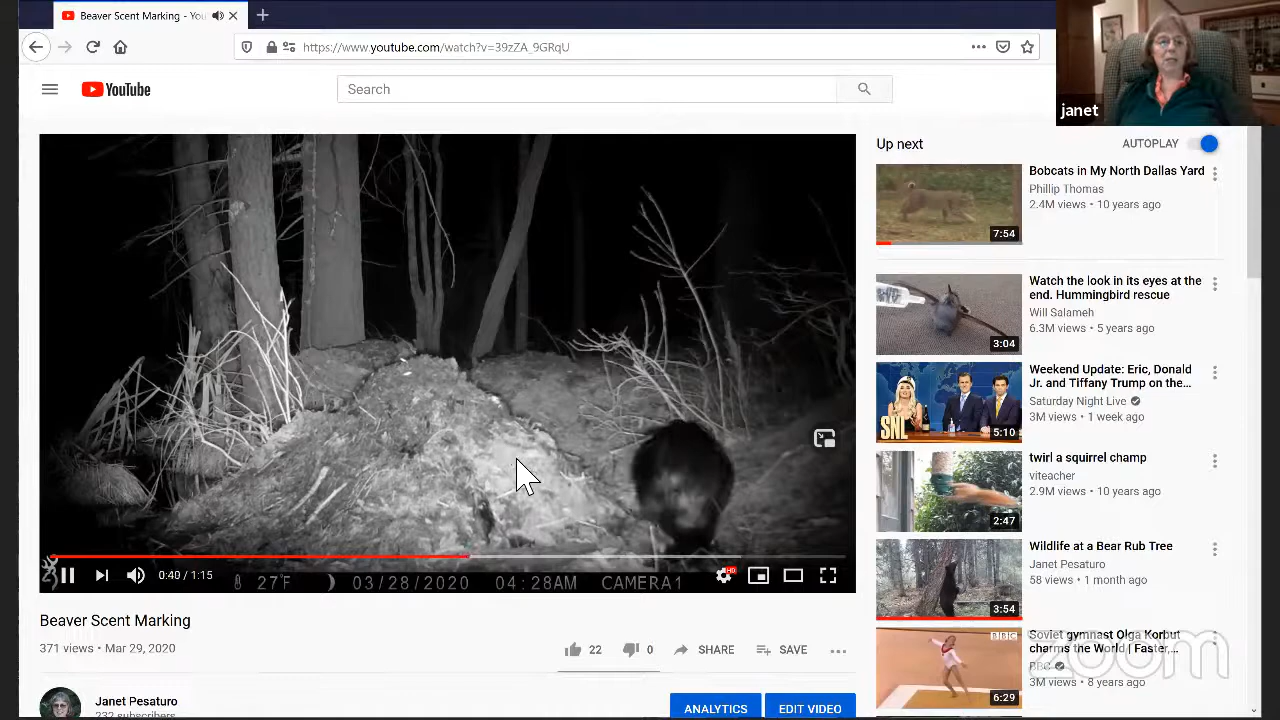 Beaver Scent Marking - You
https://www.youtube.com/watch?v=39zZA_9GRqU
YouTube
Search
janet
27°F 03/28/2020 04:28AM CAMERA1
0:40 / 1:15
HD
Beaver Scent Marking
371 views • Mar 29, 2020
22
0
SHARE
SAVE
Janet Pesaturo
232 subscribers
ANALYTICS
EDIT VIDEO
Up next
AUTOPLAY
7:54
Bobcats in My North Dallas Yard
Phillip Thomas
2.4M views • 10 years ago
3:04
Watch the look in its eyes at the
end. Hummingbird rescue
Will Salameh
6.3M views • 5 years ago
SNL
5:10
Weekend Update: Eric, Donald
Jr. and Tiffany Trump on the...
Saturday Night Live
3M views • 1 week ago
2:47
twirl a squirrel champ
viteacher
2.9M views • 10 years ago
3:54
Wildlife at a Bear Rub Tree
Janet Pesaturo
58 views • 1 month ago
BBC
6:29
Soviet gymnast Olga Korbut
charms the World | Faster,...
BBC
3M views • 8 years ago
zoom